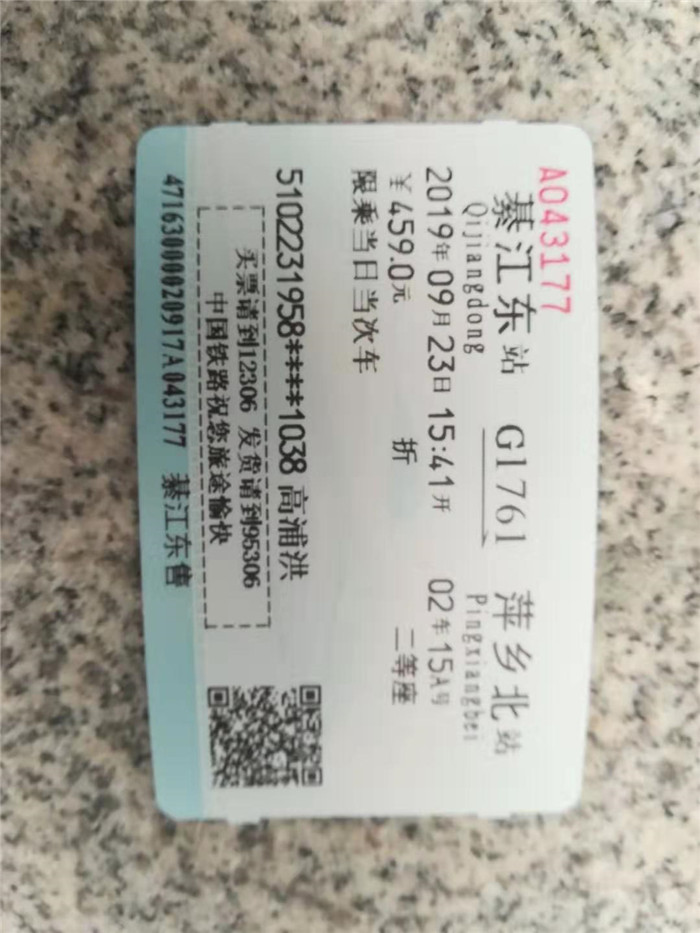 A043177
綦江东站 G1761 萍乡北站
Qijiangdong Pingxiangbei
2019年09月23日15:41开 02车15A号
￥459.0元 折 二等座
限乘当日当次车
5102231958****1038 高浦洪
买票请到12306 发货请到95306
中国铁路祝您旅途愉快
47163000020917A043177 綦江东售